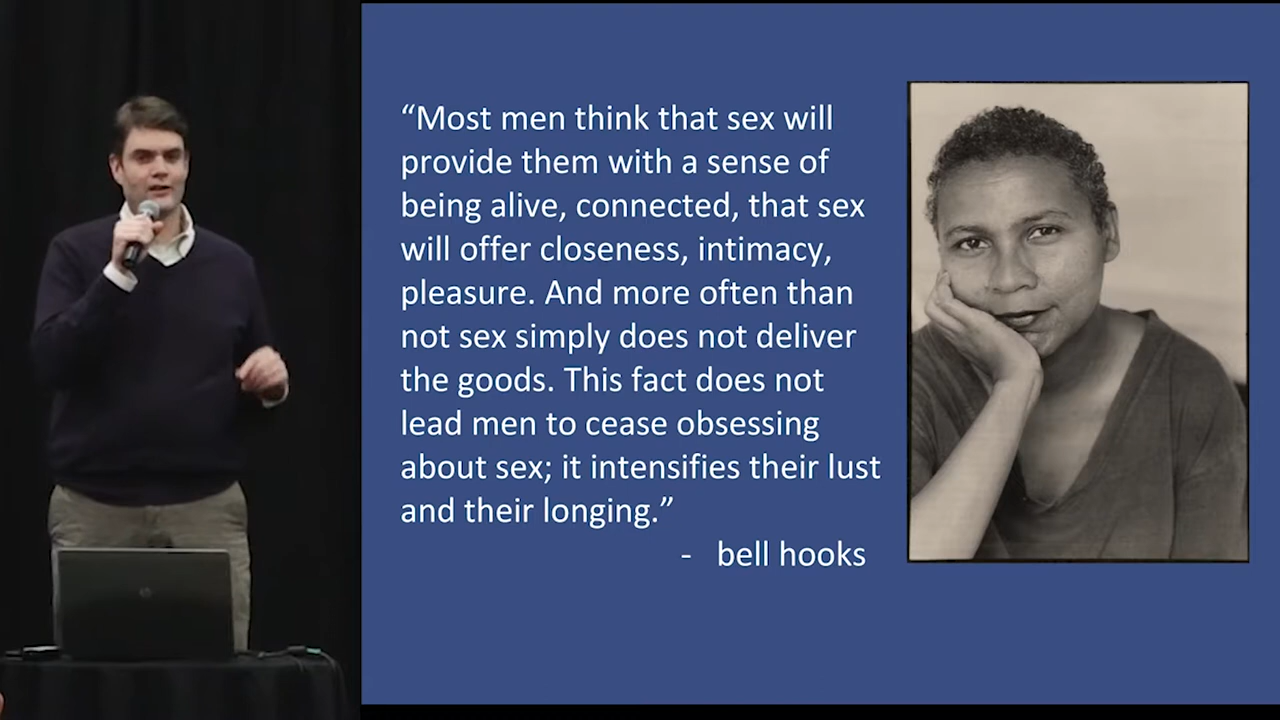 “Most men think that sex will
provide them with a sense of
being alive, connected, that sex
will offer closeness, intimacy,
pleasure. And more often than
not sex simply does not deliver
the goods. This fact does not
lead men to cease obsessing
about sex; it intensifies their lust
and their longing.”
- bell hooks